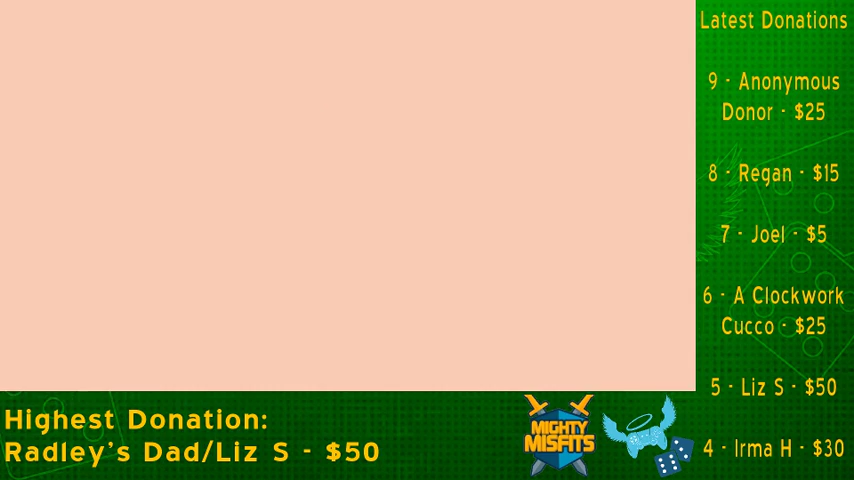 Latest Donations
9 - Anonymous
Donor - $25
8 - Regan - $15
7 - Joel - $5
6 - A Clockwork
Cucco - $25
5 - Liz S - $50
4 - Irma H - $30
Highest Donation:
Radley's Dad/Liz S - $50
MIGHTY
MISFITS